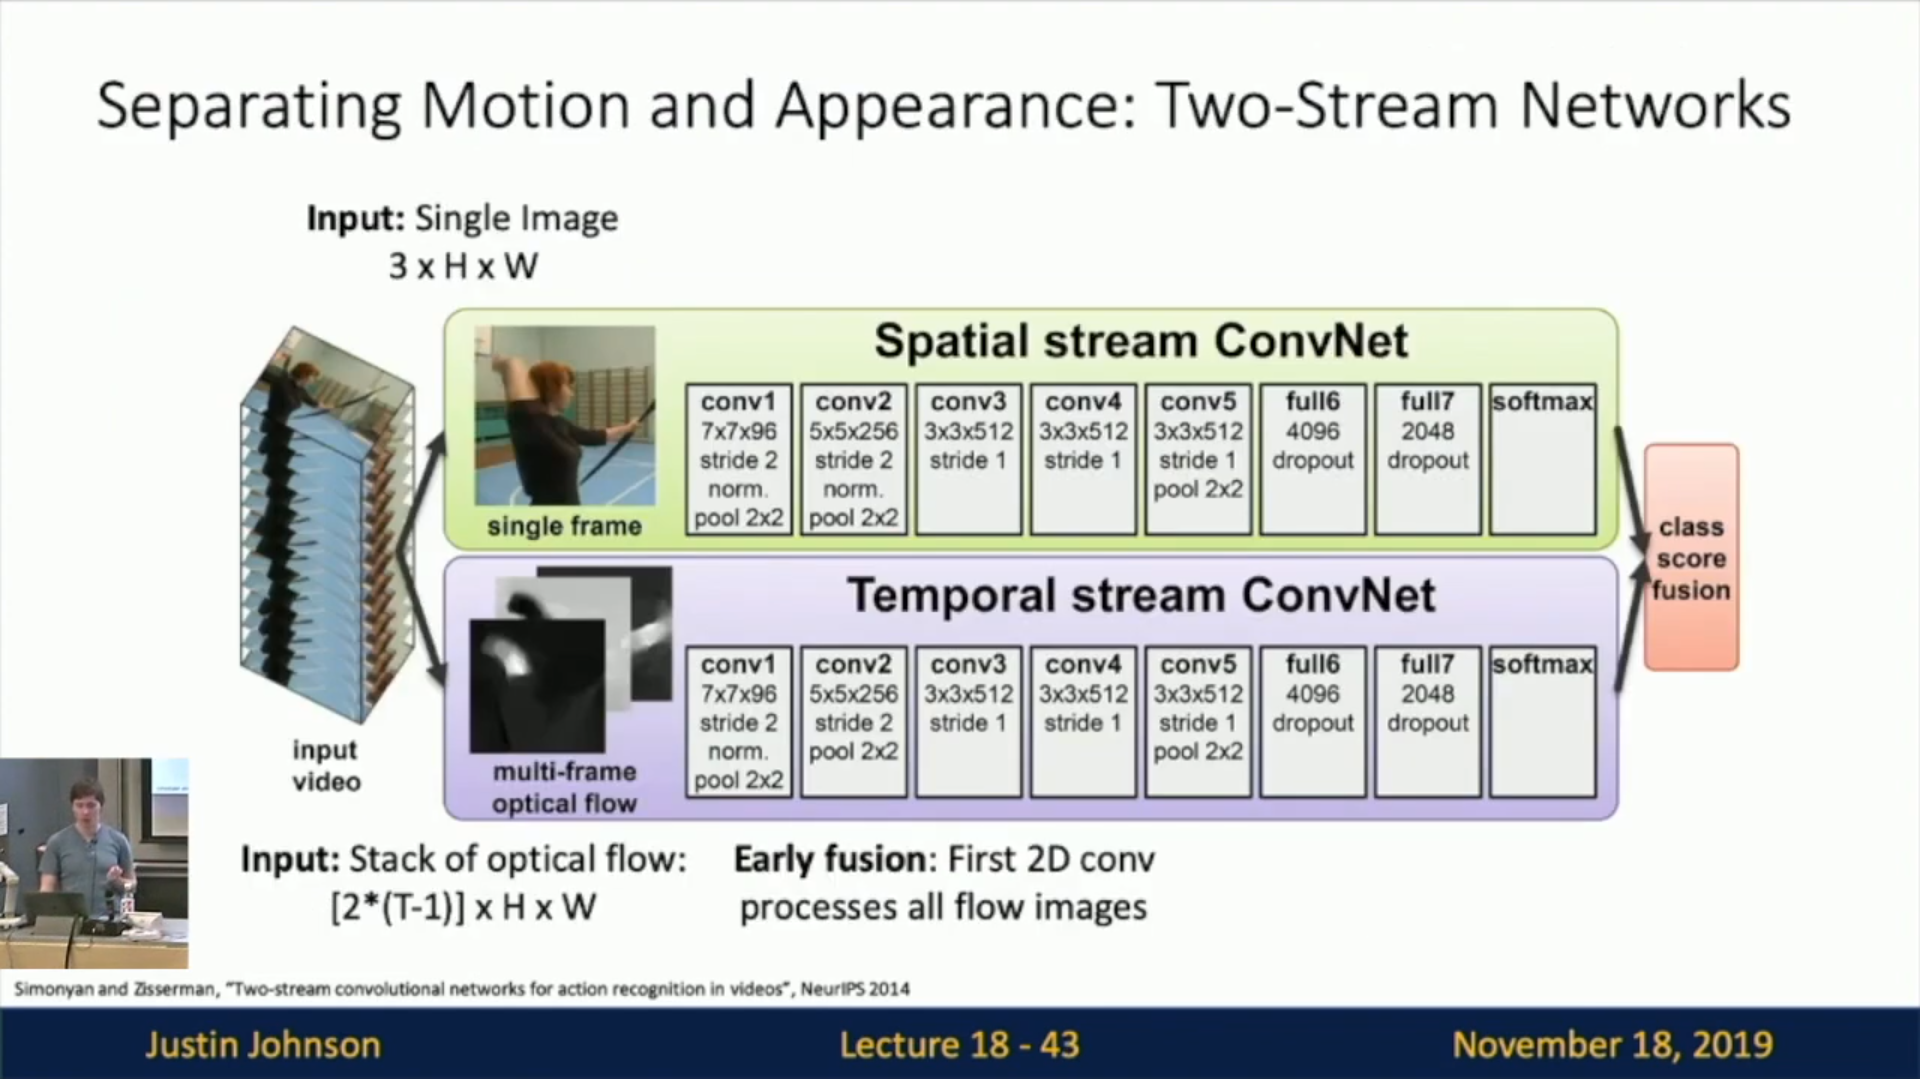 Separating Motion and Appearance: Two-Stream Networks
Input: Single Image
3 x H x W
Spatial stream ConvNet
single frame
conv1
7x7x96
stride 2
norm.
pool 2x2
conv2
5x5x256
stride 2
norm.
pool 2x2
conv3
3x3x512
stride 1
conv4
3x3x512
stride 1
conv5
3x3x512
stride 1
pool 2x2
full6
4096
dropout
full7
2048
dropout
softmax
Temporal stream ConvNet
multi-frame
optical flow
conv1
7x7x96
stride 2
norm.
pool 2x2
conv2
5x5x256
stride 2
pool 2x2
conv3
3x3x512
stride 1
conv4
3x3x512
stride 1
conv5
3x3x512
stride 1
pool 2x2
full6
4096
dropout
full7
2048
dropout
softmax
class
score
fusion
input
video
Input: Stack of optical flow:
[2*(T-1)] x H x W
Early fusion: First 2D conv
processes all flow images
Simonyan and Zisserman, "Two-stream convolutional networks for action recognition in videos", NeurIPS 2014
Justin Johnson
Lecture 18 - 43
November 18, 2019